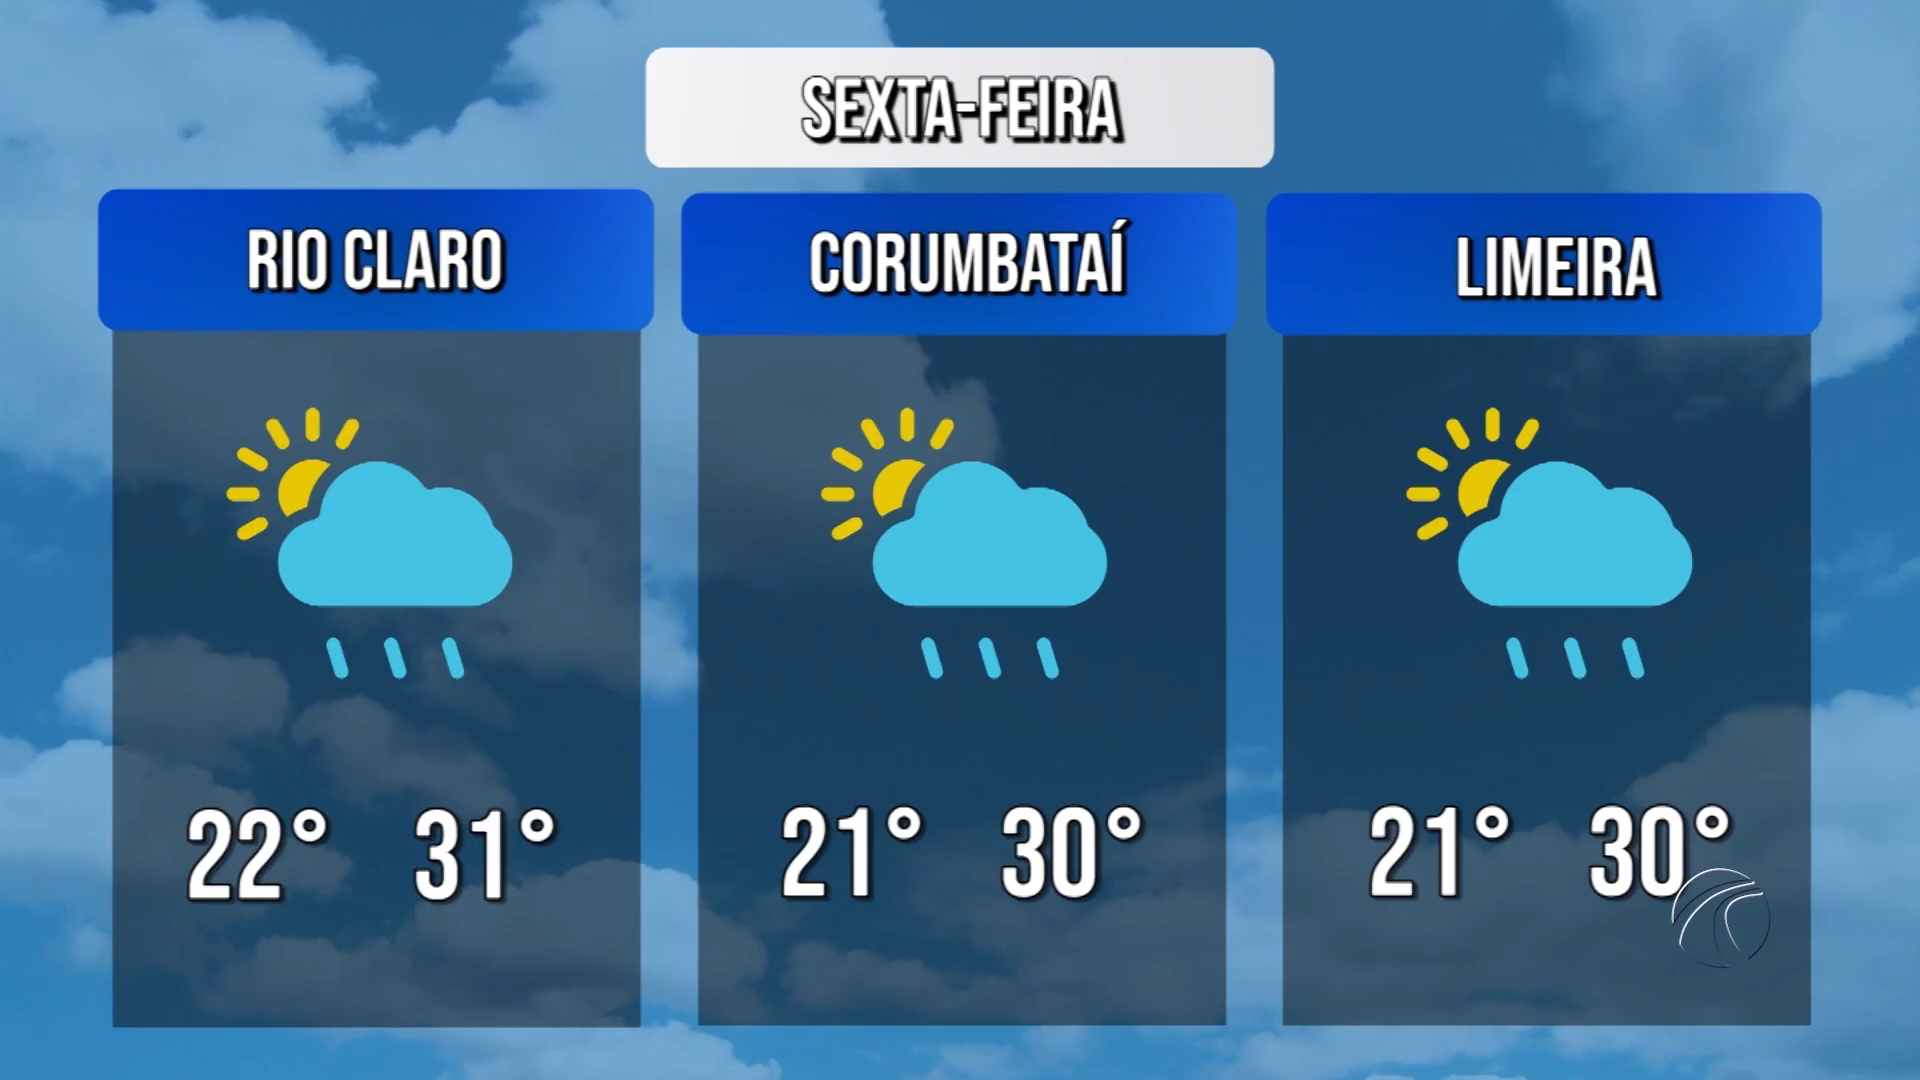 SEXTA-FEIRA
RIO CLARO
CORUMBATAÍ
LIMEIRA
22° 31°
21° 30°
21° 30°